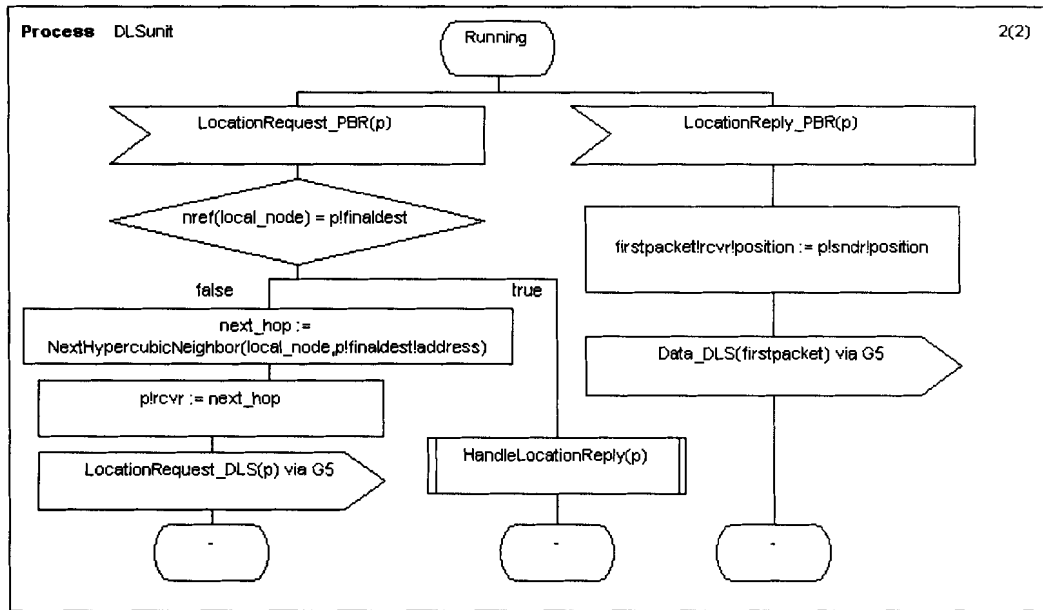 Process DLSunit
2(2)
Running
LocationRequest_PBR(p)
LocationReply_PBR(p)
nref(local_node) = p!finaldest
firstpacket!rcvr!position := p!sndr!position
false
true
next_hop :=
NextHypercubicNeighbor(local_node,p!finaldest!address)
Data_DLS(firstpacket) via G5
p!rcvr := next_hop
HandleLocationReply(p)
LocationRequest_DLS(p) via G5
-
-
-